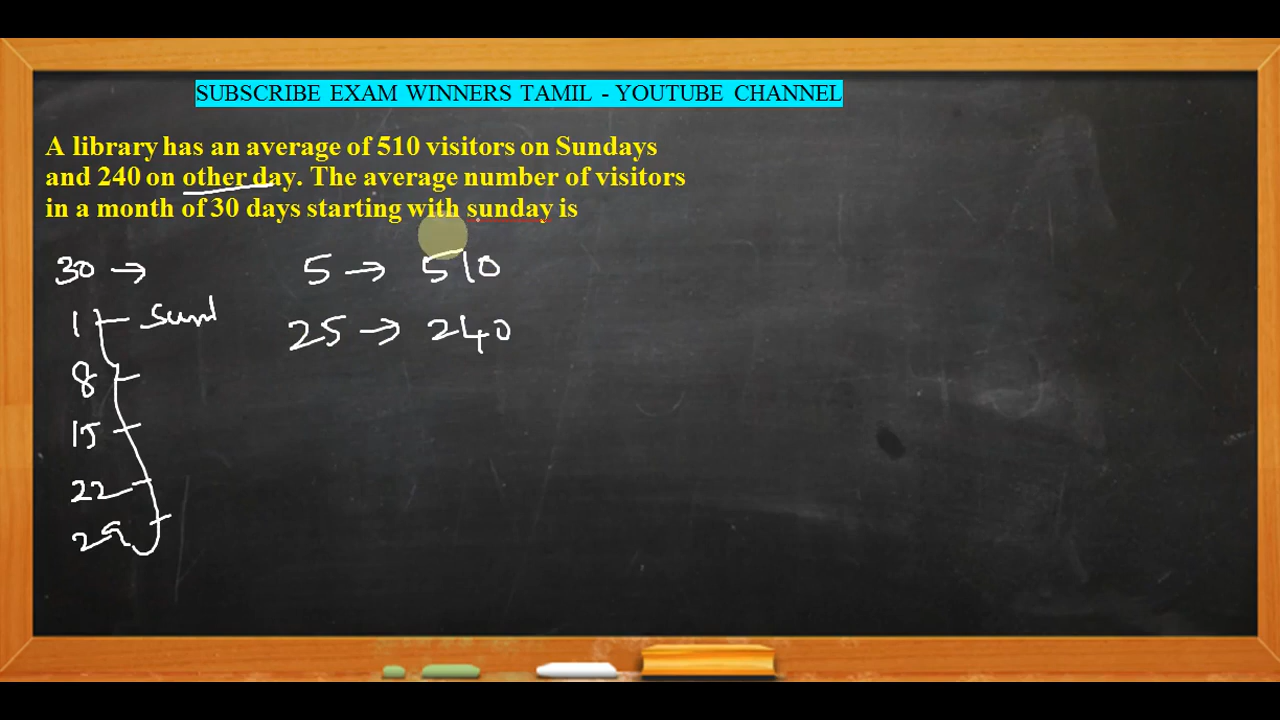 SUBSCRIBE EXAM WINNERS TAMIL - YOUTUBE CHANNEL
A library has an average of 510 visitors on Sundays
and 240 on other day. The average number of visitors
in a month of 30 days starting with sunday is
30 → 5 → 510
1 - Sund
25 → 240
8
15
22
29